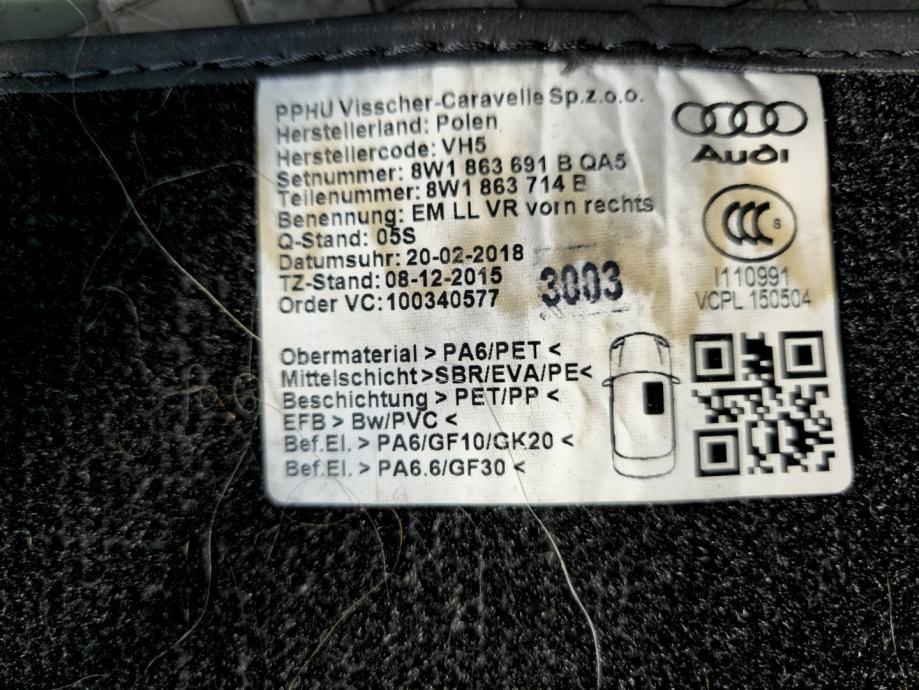 PPHU Visscher-Caravelle Sp.z.o.o.
Herstellerland: Polen
Herstellercode: VH5
Setnummer: 8W1 863 691 B QA5
Teilenummer: 8W1 863 714 B
Benennung: EM LL VR vorn rechts
Q-Stand: 05S
Datumsuhr: 20-02-2018
TZ-Stand: 08-12-2015
Order VC:100340577
3003
Audi
CCC S
I110991
VCPL 150504
Obermaterial > PA6/PET <
Mittelschicht>SBR/EVA/PE<
Beschichtung > PET/PP <
EFB > Bw/PVC <
Bef.El. > PA6/GF10/GK20 <
Bef.El. > PA6.6/GF30 <